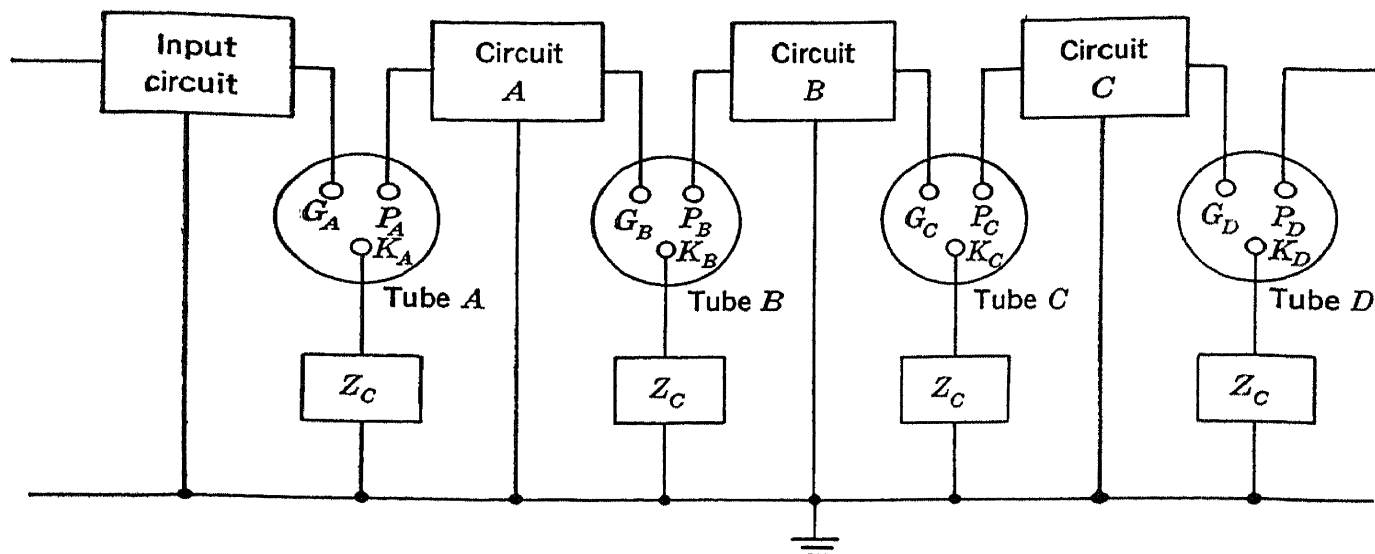 Input
circuit
Circuit
A
Circuit
B
Circuit
C
G_A P_A
K_A
Tube A
G_B P_B
K_B
Tube B
G_C P_C
K_C
Tube C
G_D P_D
K_D
Tube D
Z_C
Z_C
Z_C
Z_C